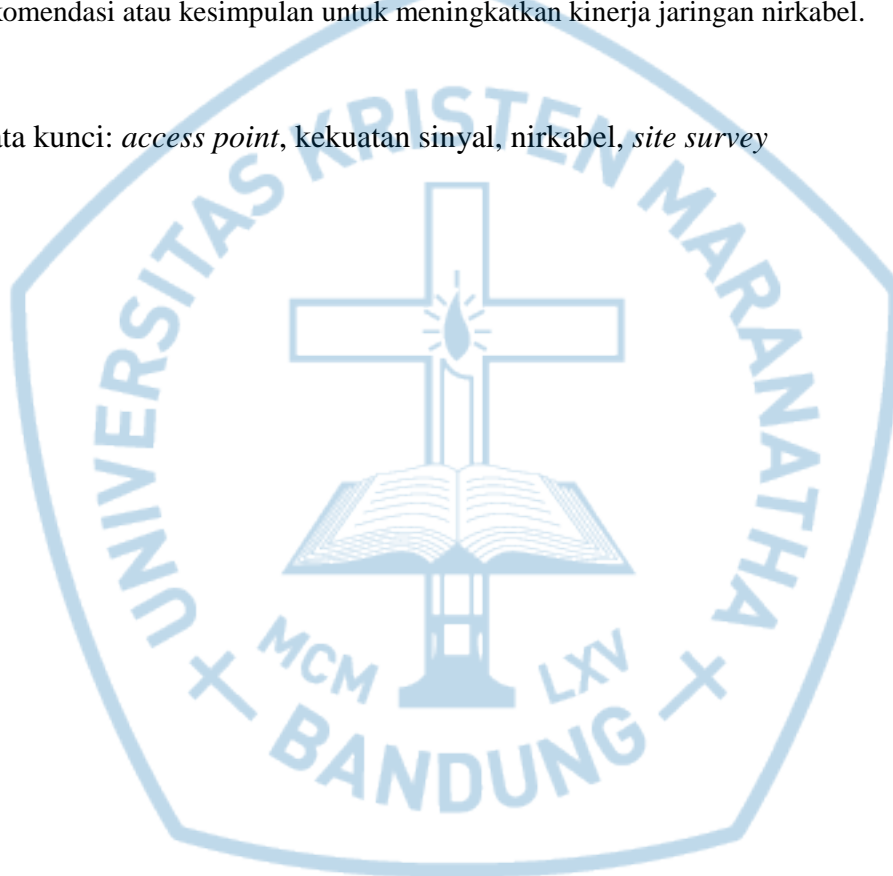 komendasi atau kesimpulan untuk meningkatkan kinerja jaringan nirkabel.
ata kunci: access point, kekuatan sinyal, nirkabel, site survey
UNIVERSITAS KRISTEN MARANATHA
MCM LXV
BANDUNG